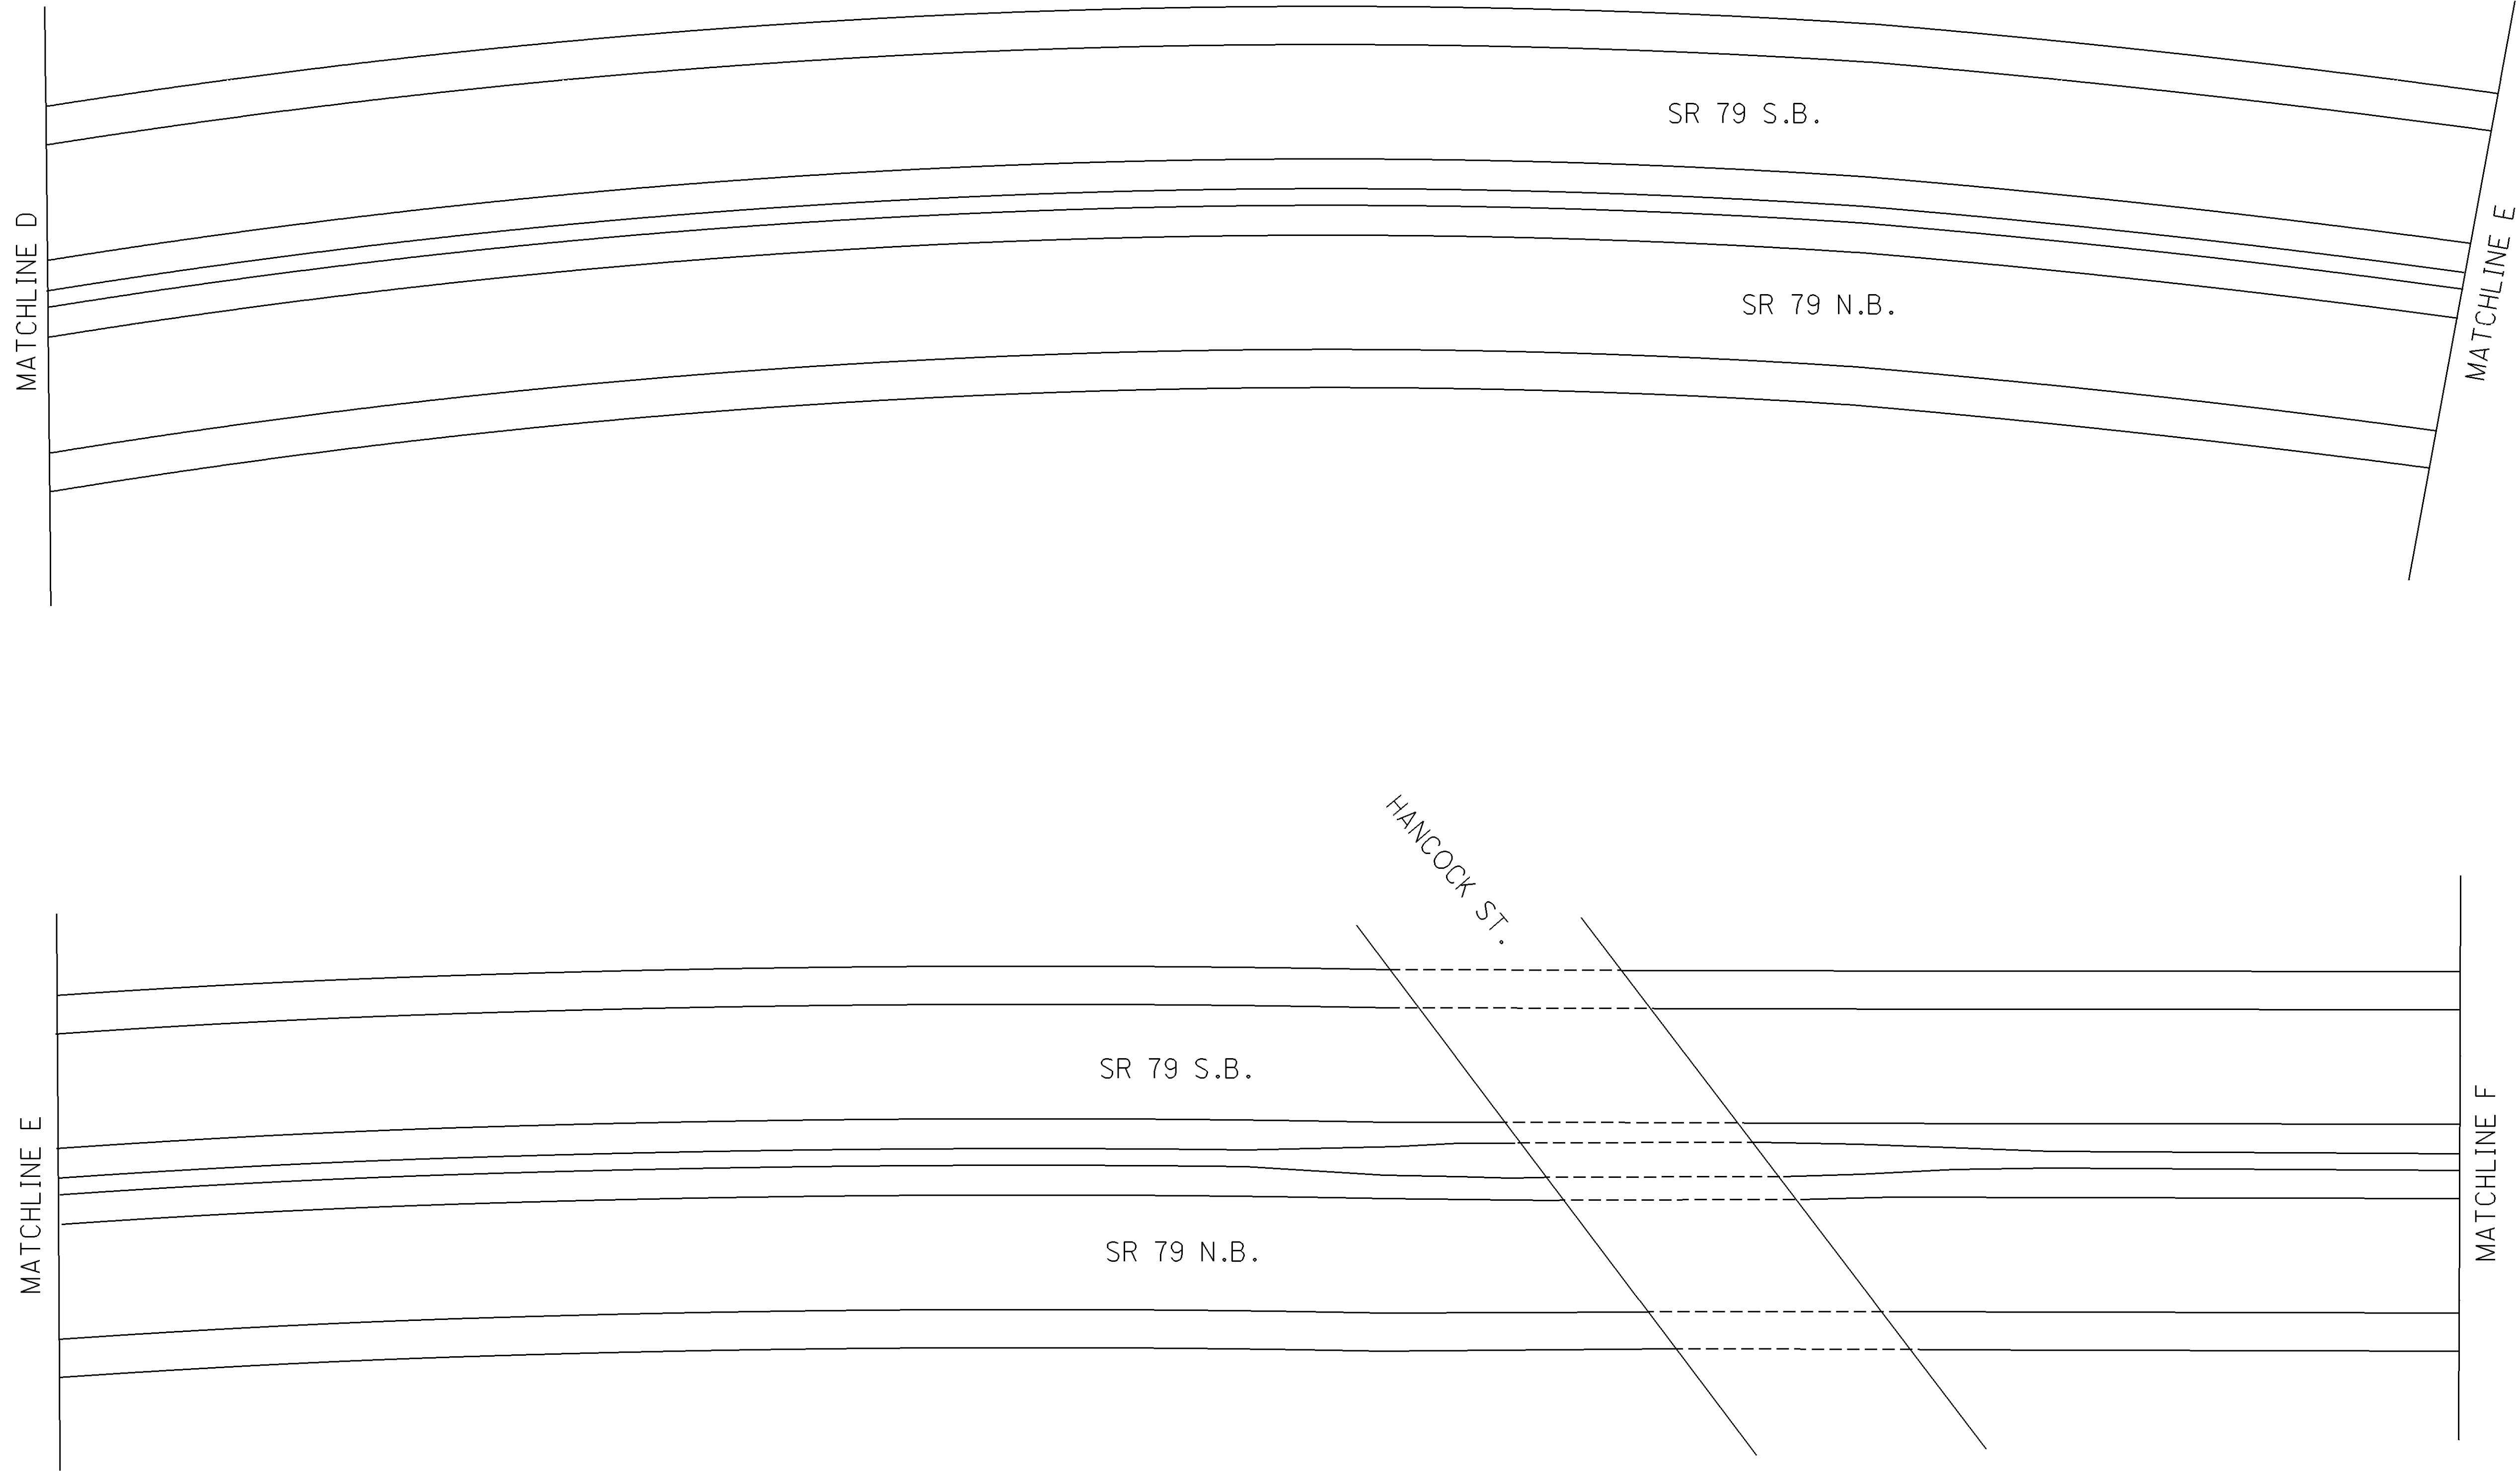 MATCHLINE D
SR 79 S.B.
SR 79 N.B.
MATCHLINE E
HANCOCK ST.
MATCHLINE E
SR 79 S.B.
SR 79 N.B.
MATCHLINE F